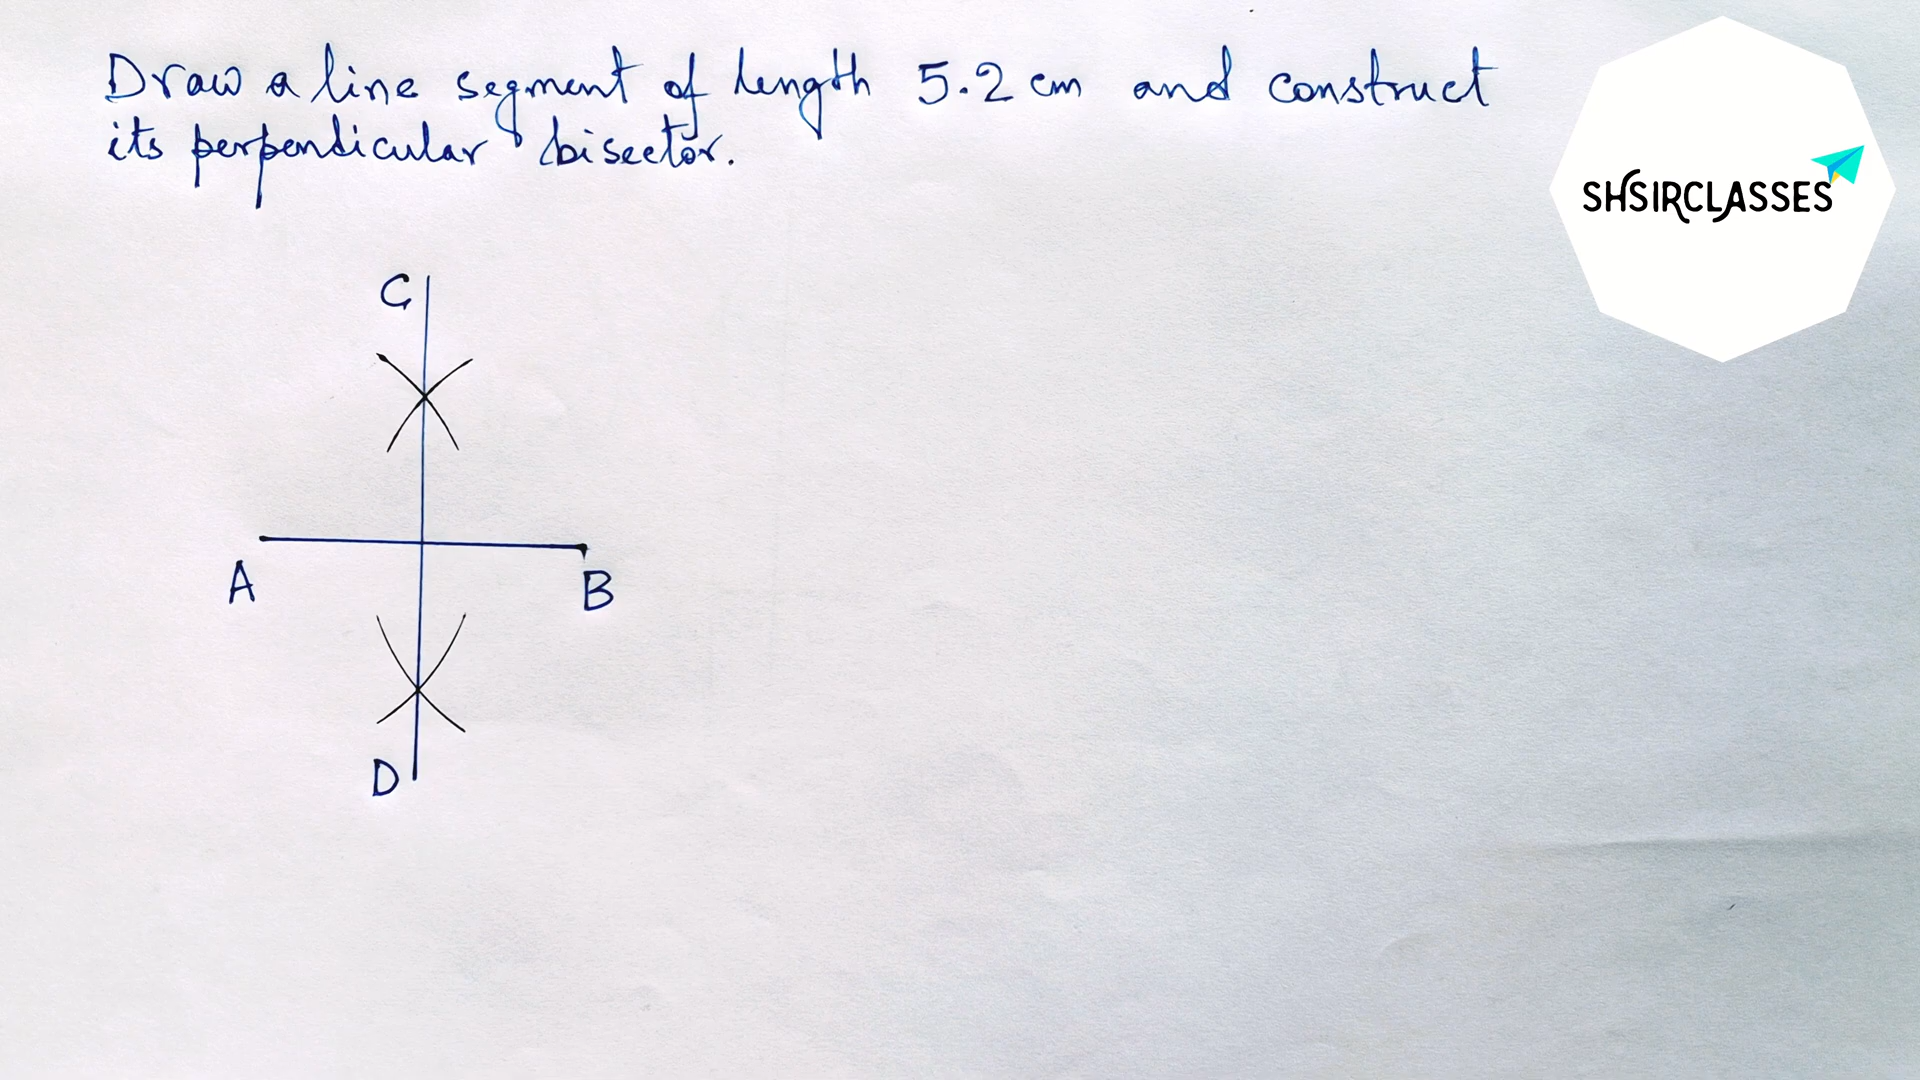 Draw a line segment of length 5.2 cm and construct
its perpendicular bisector.
SHSIRCLASSES
C
A
B
D